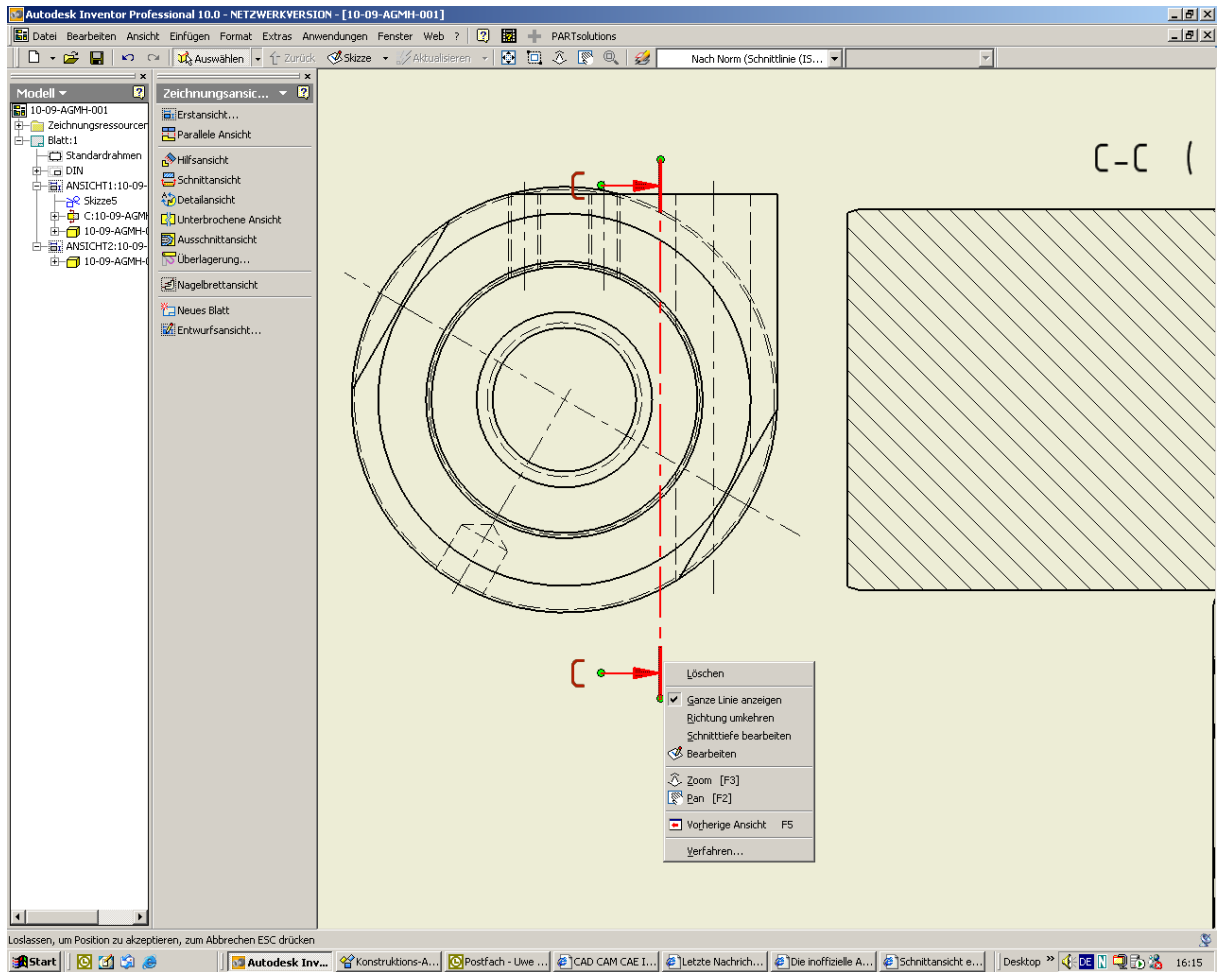 Autodesk Inventor Professional 10.0 - NETZWERKVERSION - [10-09-AGMH-001]
Datei Bearbeiten Ansicht Einfügen Format Extras Anwendungen Fenster Web ? PARTsolutions
Auswählen Zurück Skizze Aktualisieren Nach Norm (Schnittlinie (IS...
Modell
10-09-AGMH-001
Zeichnungsressourcer
Blatt:1
Standardrahmen
DIN
ANSICHT1:10-09-
Skizze5
C:10-09-AGMH
10-09-AGMH-0
ANSICHT2:10-09-
10-09-AGMH-0
Zeichnungsansic...
Erstansicht...
Parallele Ansicht
Hilfsansicht
Schnittansicht
Detailansicht
Unterbrochene Ansicht
Ausschnittansicht
Überlagerung...
Nagelbrettansicht
Neues Blatt
Entwurfsansicht...
C-C (
C
C
Löschen
Ganze Linie anzeigen
Richtung umkehren
Schnitttiefe bearbeiten
Bearbeiten
Zoom [F3]
Pan [F2]
Vorherige Ansicht F5
Verfahren...
Loslassen, um Position zu akzeptieren, zum Abbrechen ESC drücken
Start Autodesk Inv... Konstruktions-A... Postfach - Uwe ... CAD CAM CAE I... Letzte Nachrich... Die inoffizielle A... Schnittansicht e... Desktop » DE N 16:15